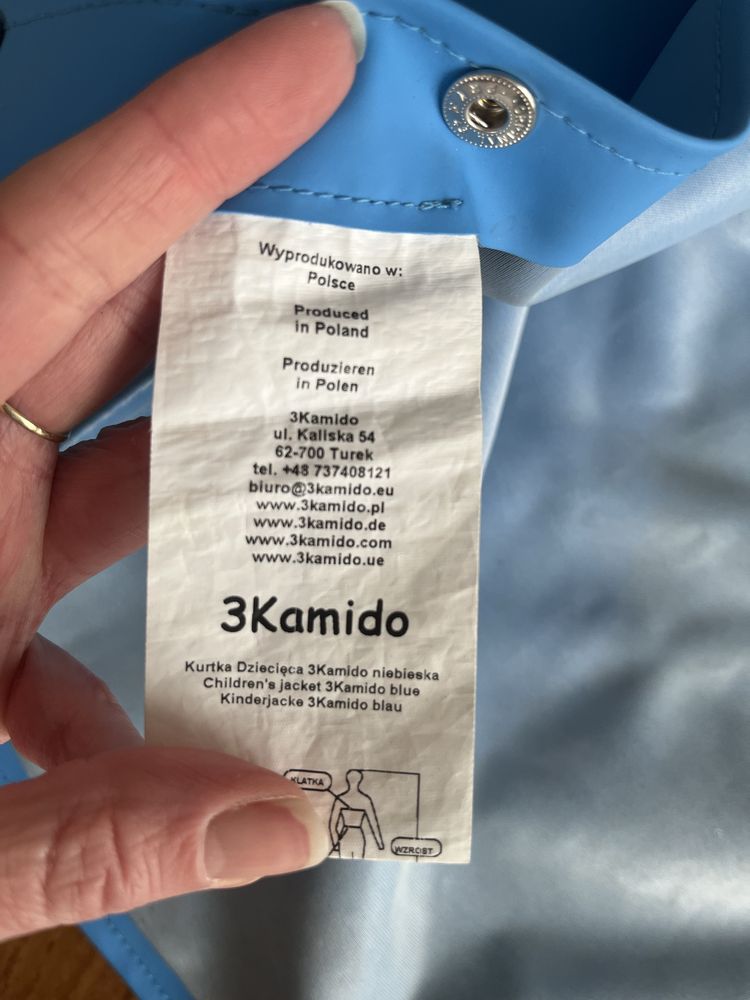 Wyprodukowano w:
Polsce
Produced
in Poland
Produzieren
in Polen
3Kamido
ul. Kaliska 54
62-700 Turek
tel. +48 737408121
biuro@3kamido.eu
www.3kamido.pl
www.3kamido.de
www.3kamido.com
www.3kamido.ue
3Kamido
Kurtka Dziecięca 3Kamido niebieska
Children's jacket 3Kamido blue
Kinderjacke 3Kamido blau
KLATKA
WZROST